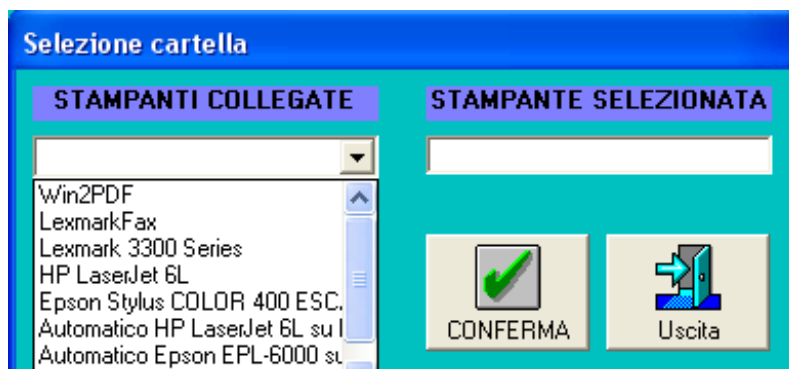 Selezione cartella
STAMPANTI COLLEGATE
STAMPANTE SELEZIONATA
Win2PDF
LexmarkFax
Lexmark 3300 Series
HP LaserJet 6L
Epson Stylus COLOR 400 ESC.
Automatico HP LaserJet 6L su
Automatico Epson EPL-6000 su
CONFERMA
Uscita